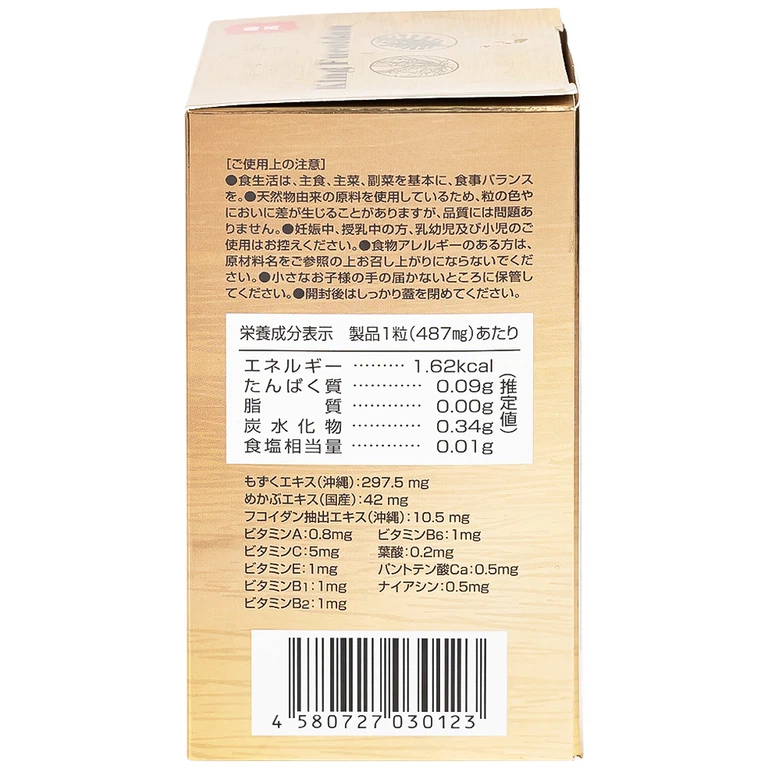 King Fucoidan
[ご使用上の注意]
●食生活は、主食、主菜、副菜を基本に、食事バランス
を。●天然物由来の原料を使用しているため、粒の色や
においに差が生じることがありますが、品質には問題あ
りません。●妊娠中、授乳中の方、乳幼児及び小児のご
使用はお控えください。●食物アレルギーのある方は、
原材料名をご参照の上お召し上がりにならないでくだ
さい。●小さなお子様の手の届かないところに保管し
てください。●開封後はしっかり蓋を閉めてください。
栄養成分表示 製品1粒(487mg)あたり
エネルギー ……… 1.62kcal
たんぱく質 ………… 0.09g
脂質 ………… 0.00g
炭水化物 ………… 0.34g
食塩相当量 ………… 0.01g
(推定値)
もずくエキス(沖縄):297.5 mg
めかぶエキス(国産):42 mg
フコイダン抽出エキス(沖縄):10.5 mg
ビタミンA:0.8mg ビタミンB6:1mg
ビタミンC:5mg 葉酸:0.2mg
ビタミンE:1mg パントテン酸Ca:0.5mg
ビタミンB1:1mg ナイアシン:0.5mg
ビタミンB2:1mg
4 580727 030123